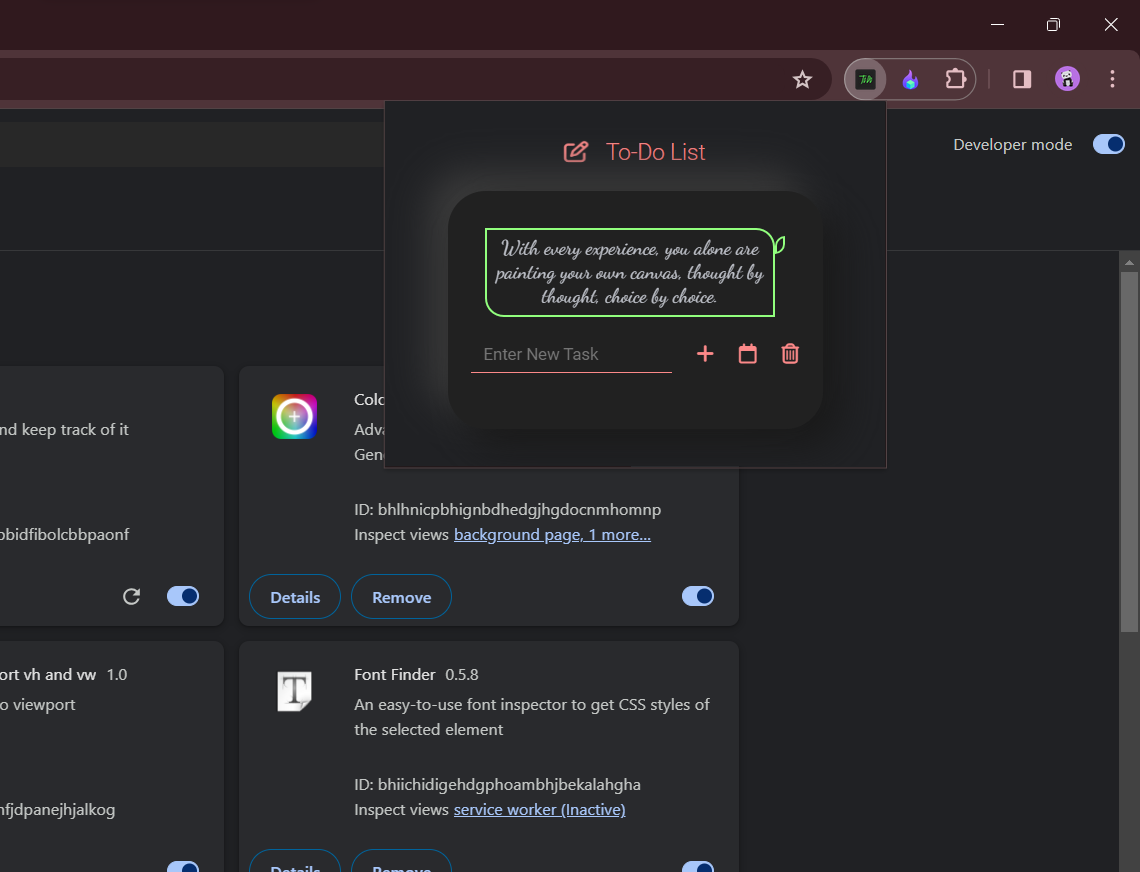 To-Do List
Developer mode
With every experience, you alone are
painting your own canvas, thought by
thought, choice by choice.
Enter New Task
nd keep track of it
bidfibolcbbpaonf
Colo
Adva
Gen
ID: bhlhnicpbhignbdhedgjhgdocnmhomnp
Inspect views background page, 1 more...
Details
Remove
ort vh and vw 1.0
o viewport
fjdpanejhjalkog
Font Finder 0.5.8
An easy-to-use font inspector to get CSS styles of
the selected element
ID: bhiichidigehdgphoambhjbekalahgha
Inspect views service worker (Inactive)
Details
Remove